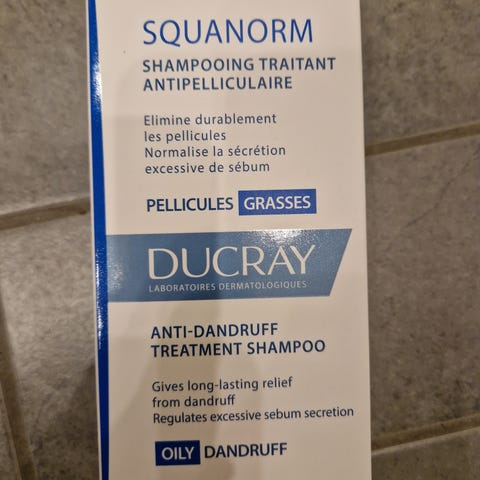 SQUANORM
SHAMPOOING TRAITANT
ANTIPELLICULAIRE
Elimine durablement
les pellicules
Normalise la sécrétion
excessive de sébum
PELLICULES GRASSES
DUCRAY
LABORATOIRES DERMATOLOGIQUES
ANTI-DANDRUFF
TREATMENT SHAMPOO
Gives long-lasting relief
from dandruff
Regulates excessive sebum secretion
OILY DANDRUFF